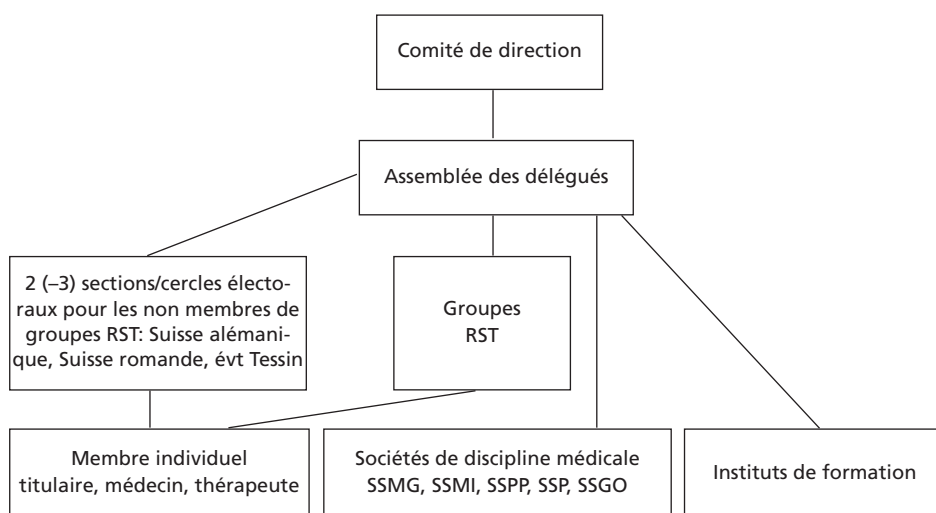 Comité de direction
Assemblée des délégués
2 (–3) sections/cercles électo-
raux pour les non membres de
groupes RST: Suisse alémani-
que, Suisse romande, évt Tessin
Groupes
RST
Membre individuel
titulaire, médecin, thérapeute
Sociétés de discipline médicale
SSMG, SSMI, SSPP, SSP, SSGO
Instituts de formation